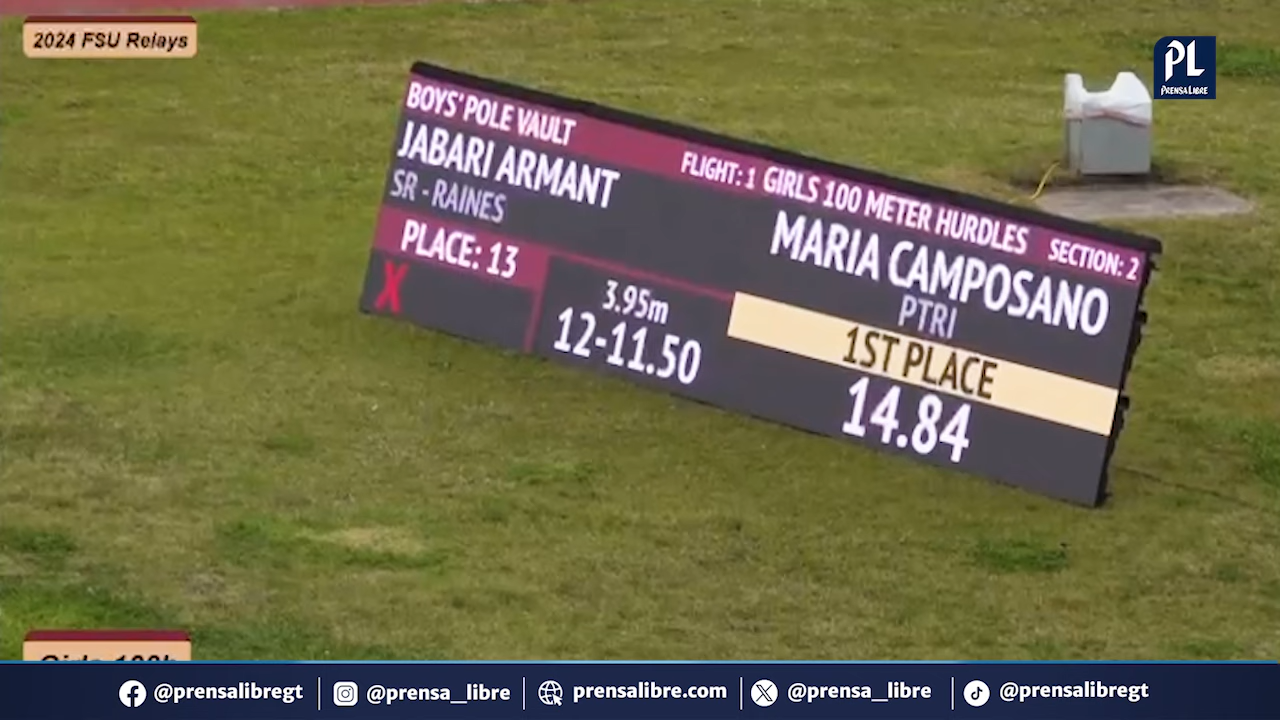 2024 FSU Relays
PL
PRENSA LIBRE
BOYS' POLE VAULT
FLIGHT: 1
JABARI ARMANT
SR - RAINES
PLACE: 13
X
3.95m
12-11.50
GIRLS 100 METER HURDLES
SECTION: 2
MARIA CAMPOSANO
PTRI
1ST PLACE
14.84
@prensalibregt
@prensa_libre
prensalibre.com
@prensa_libre
@prensalibregt